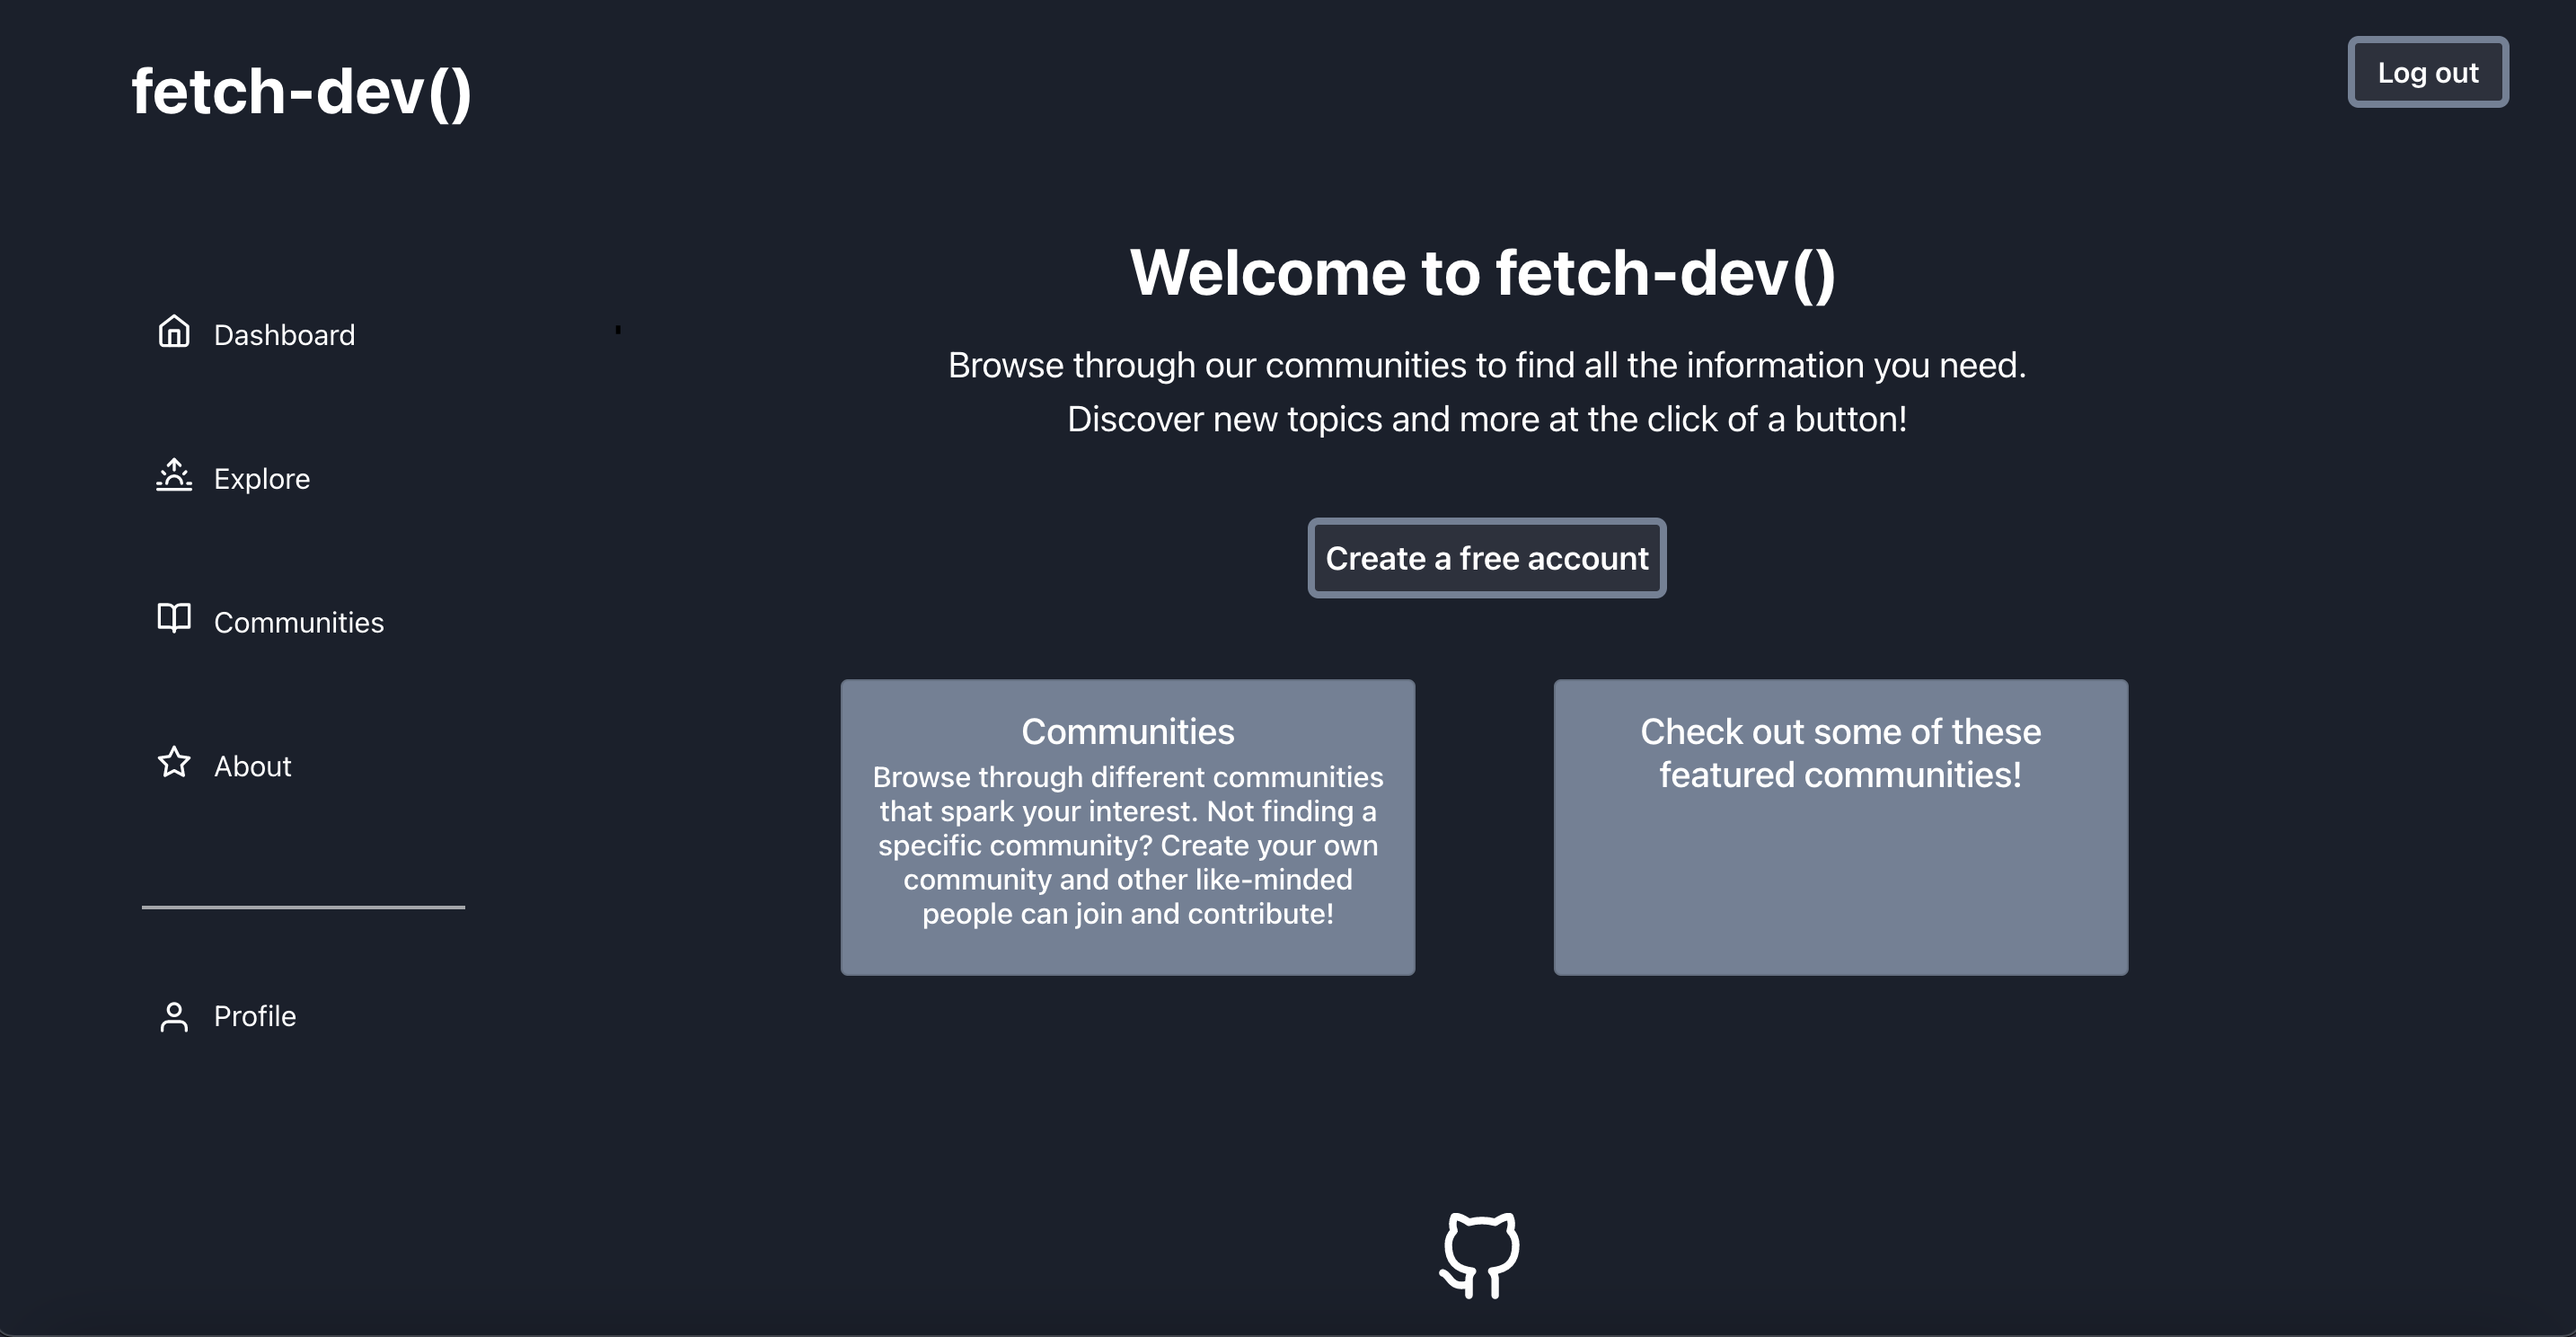 fetch-dev()
Log out
Dashboard
Explore
Communities
About
Profile
Welcome to fetch-dev()
Browse through our communities to find all the information you need.
Discover new topics and more at the click of a button!
Create a free account
Communities
Browse through different communities
that spark your interest. Not finding a
specific community? Create your own
community and other like-minded
people can join and contribute!
Check out some of these
featured communities!